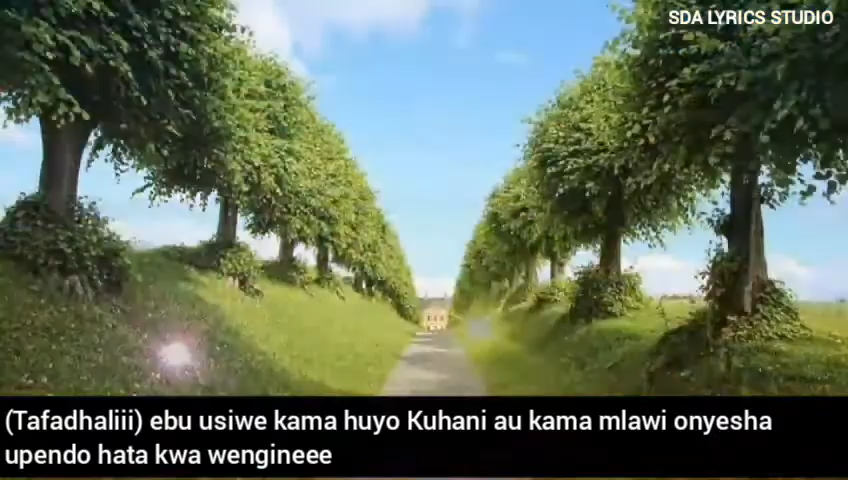 SDA LYRICS STUDIO
(Tafadhaliii) ebu usiwe kama huyo Kuhani au kama mlawi onyesha
upendo hata kwa wengineee